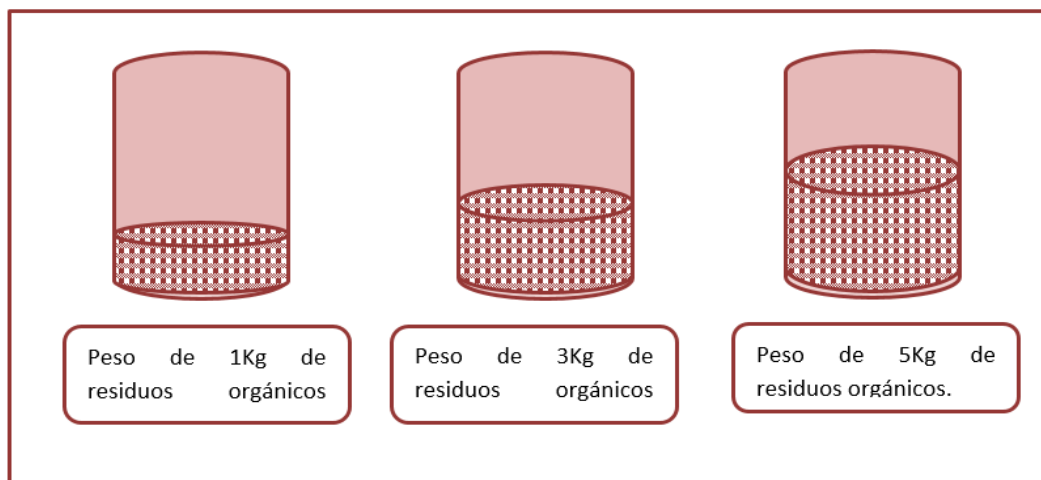 Peso de 1Kg de
residuos orgánicos
Peso de 3Kg de
residuos orgánicos
Peso de 5Kg de
residuos orgánicos.